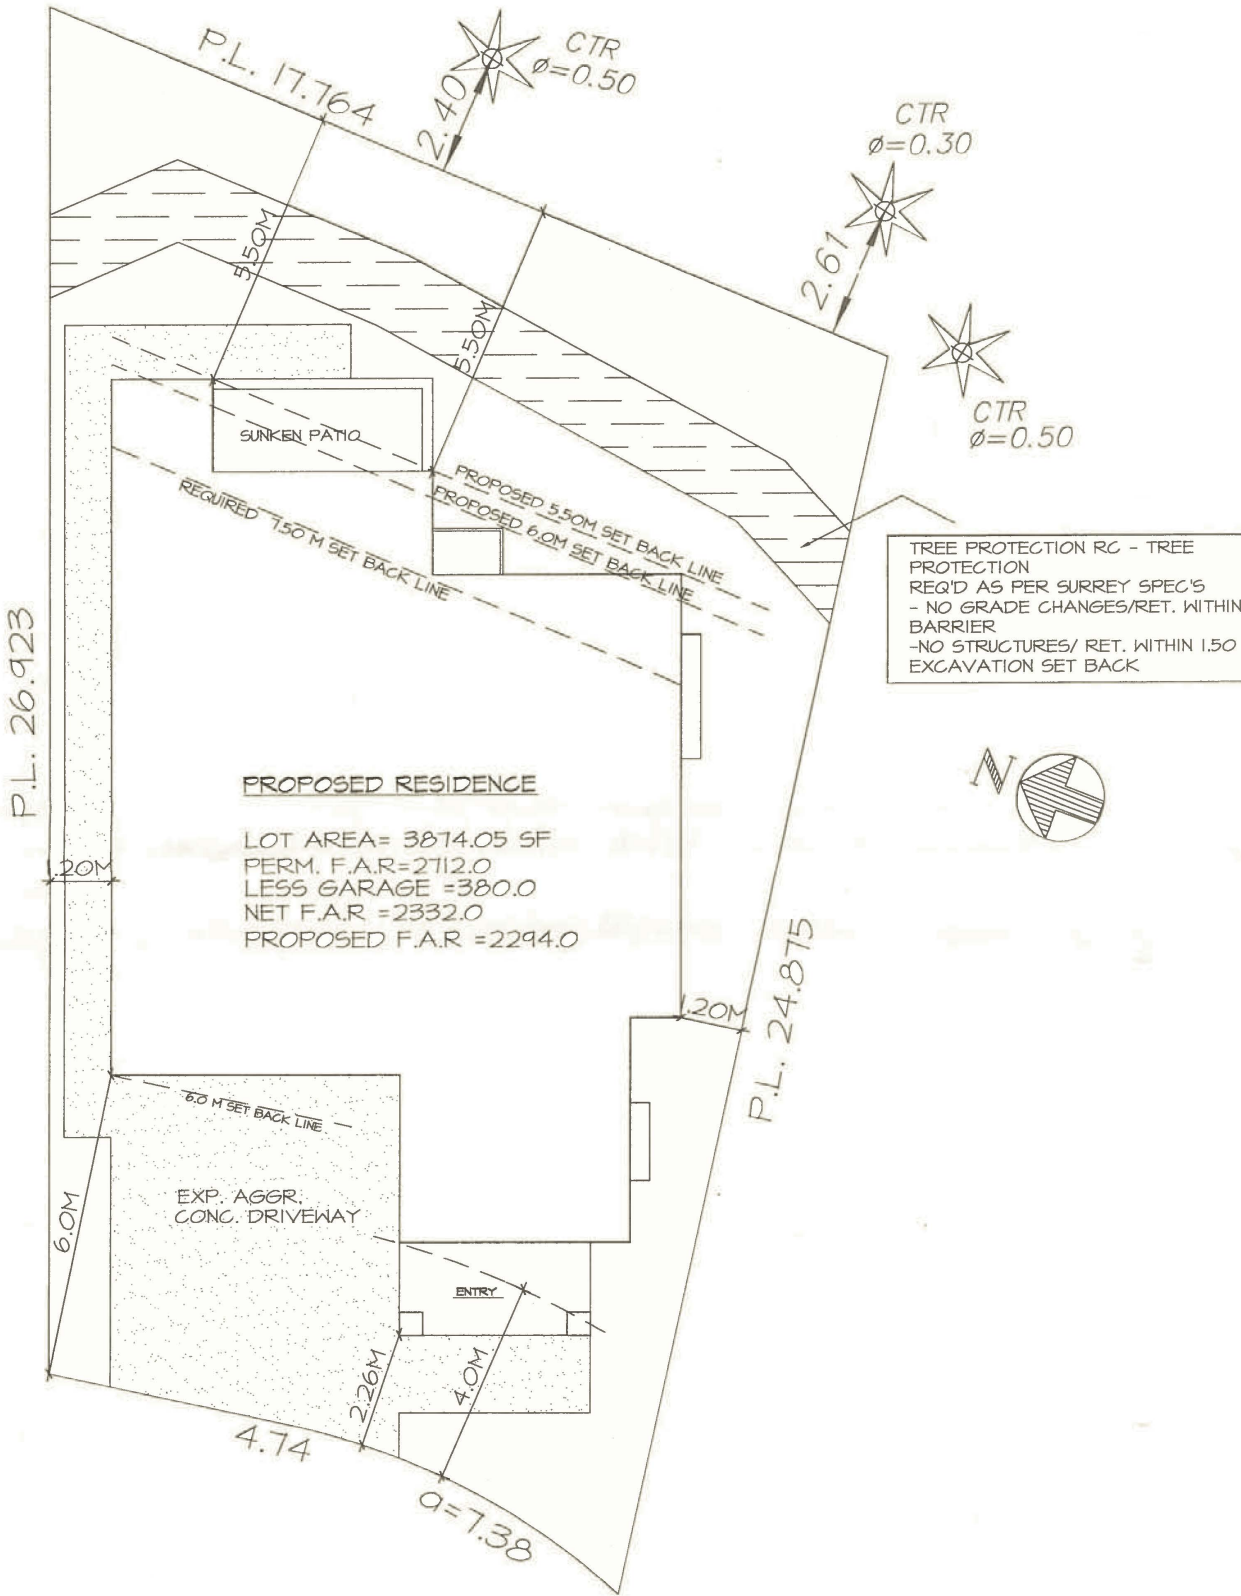 P.L. 17.764
CTR
ø=0.50
2.40
CTR
ø=0.30
2.61
CTR
ø=0.50
5.50M
5.50M
SUNKEN PATIO
PROPOSED 5.50M SET BACK LINE
PROPOSED 6.0M SET BACK LINE
REQUIRED 7.50 M SET BACK LINE
TREE PROTECTION RC - TREE
PROTECTION
REQ'D AS PER SURREY SPEC'S
- NO GRADE CHANGES/RET. WITHIN
BARRIER
-NO STRUCTURES/ RET. WITHIN 1.50
EXCAVATION SET BACK
P.L. 26.923
N
PROPOSED RESIDENCE
LOT AREA= 3874.05 SF
PERM. F.A.R=2712.0
LESS GARAGE =380.0
NET F.A.R =2332.0
PROPOSED F.A.R =2294.0
1.20M
1.20M
P.L. 24.875
6.0 M SET BACK LINE
EXP. AGGR.
CONC. DRIVEWAY
6.0M
ENTRY
2.26M
4.0M
4.74
a=7.38